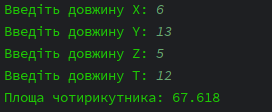 Введіть довжину X: 6
Введіть довжину Y: 13
Введіть довжину Z: 5
Введіть довжину T: 12
Площа чотирикутника: 67.618